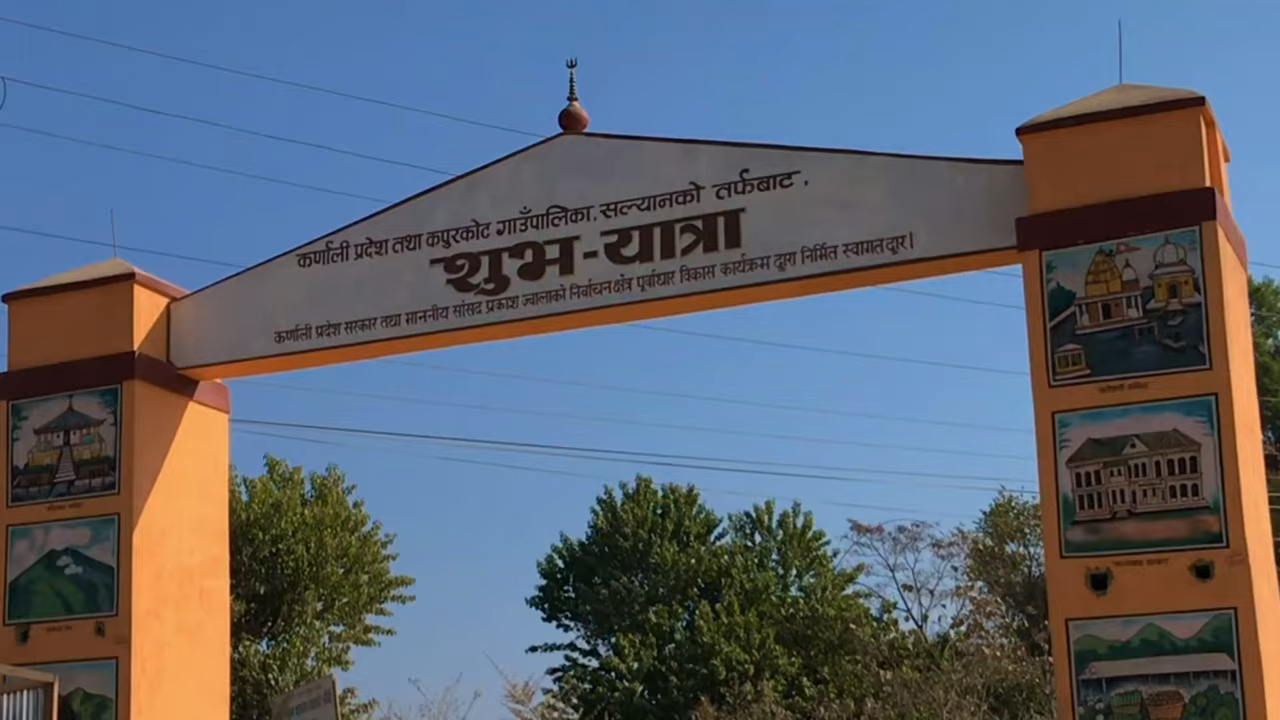 कर्णाली प्रदेश तथा कपुरकोट गाउँपालिका, सल्यानको तर्फबाट,
शुभ-यात्रा
कर्णाली प्रदेश सरकार तथा माननीय सांसद प्रकाश ज्वालाको निर्वाचन क्षेत्र पूर्वाधार विकास कार्यक्रम द्वारा निर्मित स्वागतद्वार।